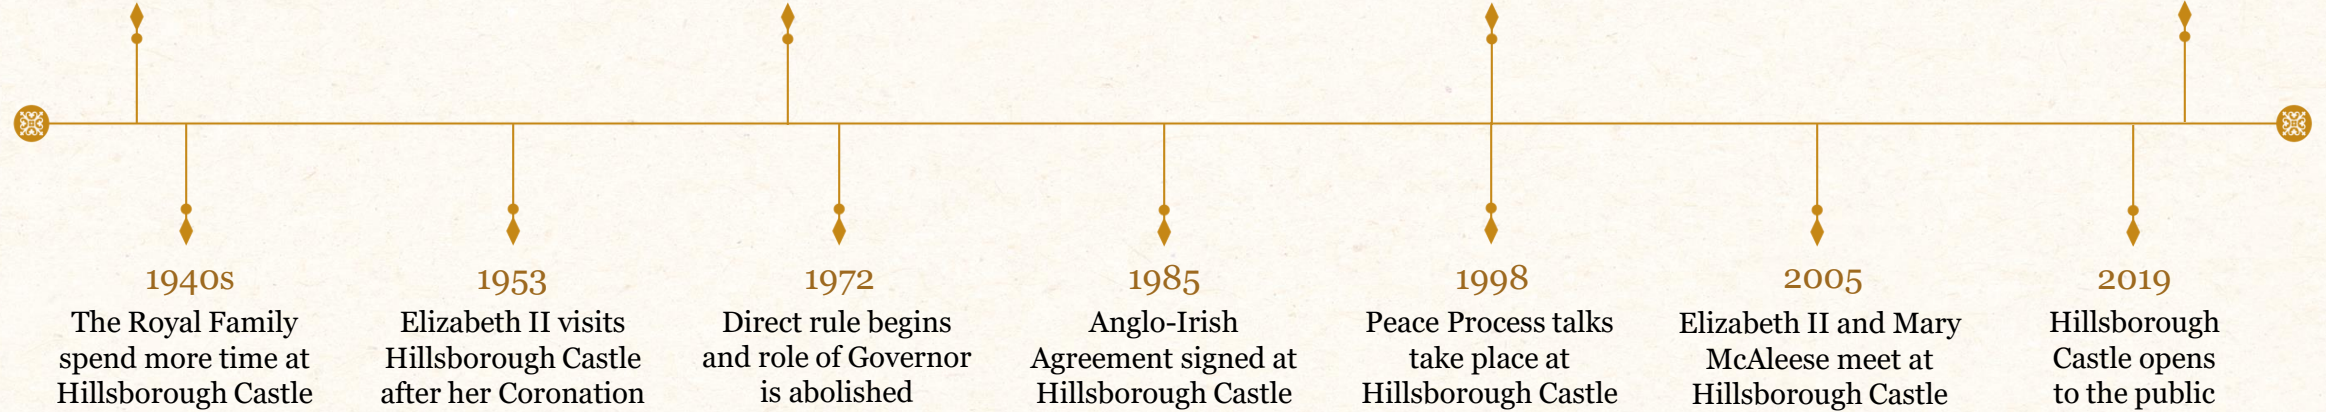 1940s
The Royal Family
spend more time at
Hillsborough Castle
1953
Elizabeth II visits
Hillsborough Castle
after her Coronation
1972
Direct rule begins
and role of Governor
is abolished
1985
Anglo-Irish
Agreement signed at
Hillsborough Castle
1998
Peace Process talks
take place at
Hillsborough Castle
2005
Elizabeth II and Mary
McAleese meet at
Hillsborough Castle
2019
Hillsborough
Castle opens
to the public